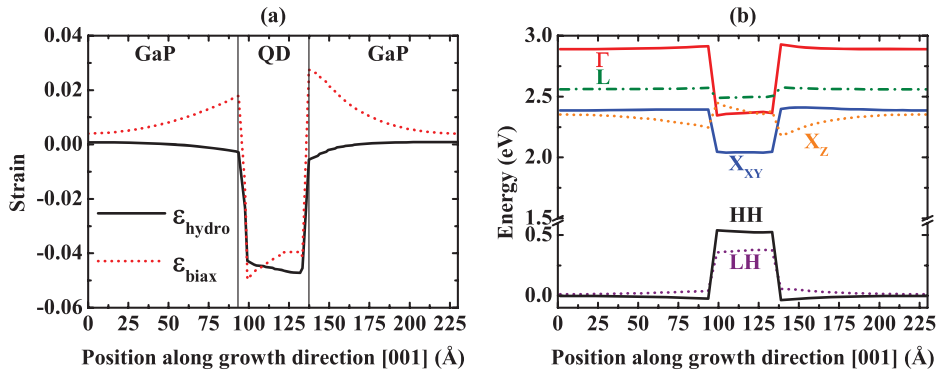 (a)
GaP QD GaP
0.04
0.02
0.00
-0.02
-0.04
-0.06
Strain
ε_hydro
ε_biax
0 25 50 75 100 125 150 175 200 225
Position along growth direction [001] (Å)
(b)
3.0
2.5
2.0
1.5
0.5
0.0
Energy (eV)
Γ
L
X_Z
X_XY
HH
LH
0 25 50 75 100 125 150 175 200 225
Position along growth direction [001] (Å)